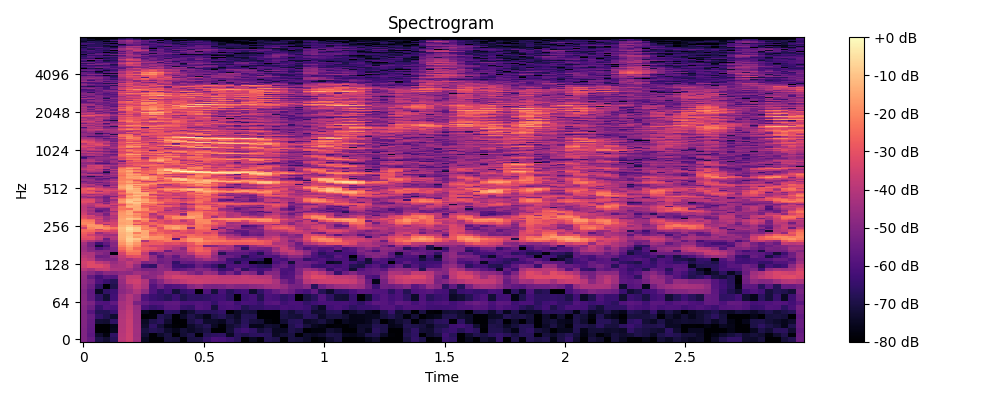 Spectrogram
Hz
4096
2048
1024
512
256
128
64
0
0
0.5
1
1.5
2
2.5
Time
+0 dB
-10 dB
-20 dB
-30 dB
-40 dB
-50 dB
-60 dB
-70 dB
-80 dB